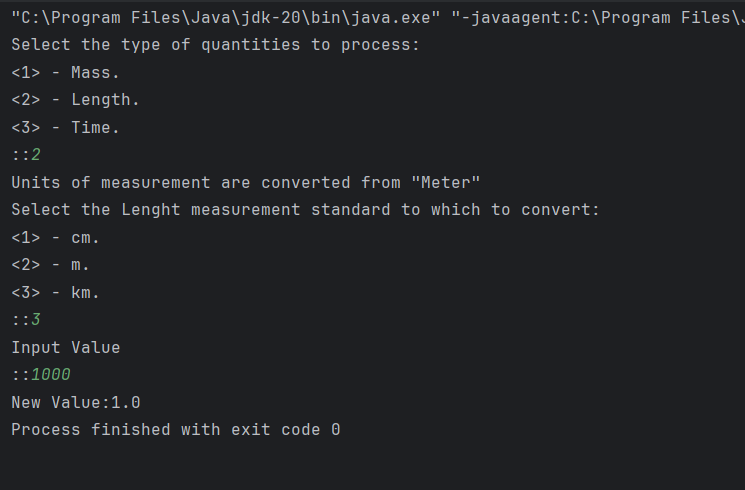 "C:\Program Files\Java\jdk-20\bin\java.exe" "-javaagent:C:\Program Files\
Select the type of quantities to process:
<1> - Mass.
<2> - Length.
<3> - Time.
::2
Units of measurement are converted from "Meter"
Select the Lenght measurement standard to which to convert:
<1> - cm.
<2> - m.
<3> - km.
::3
Input Value
::1000
New Value:1.0
Process finished with exit code 0